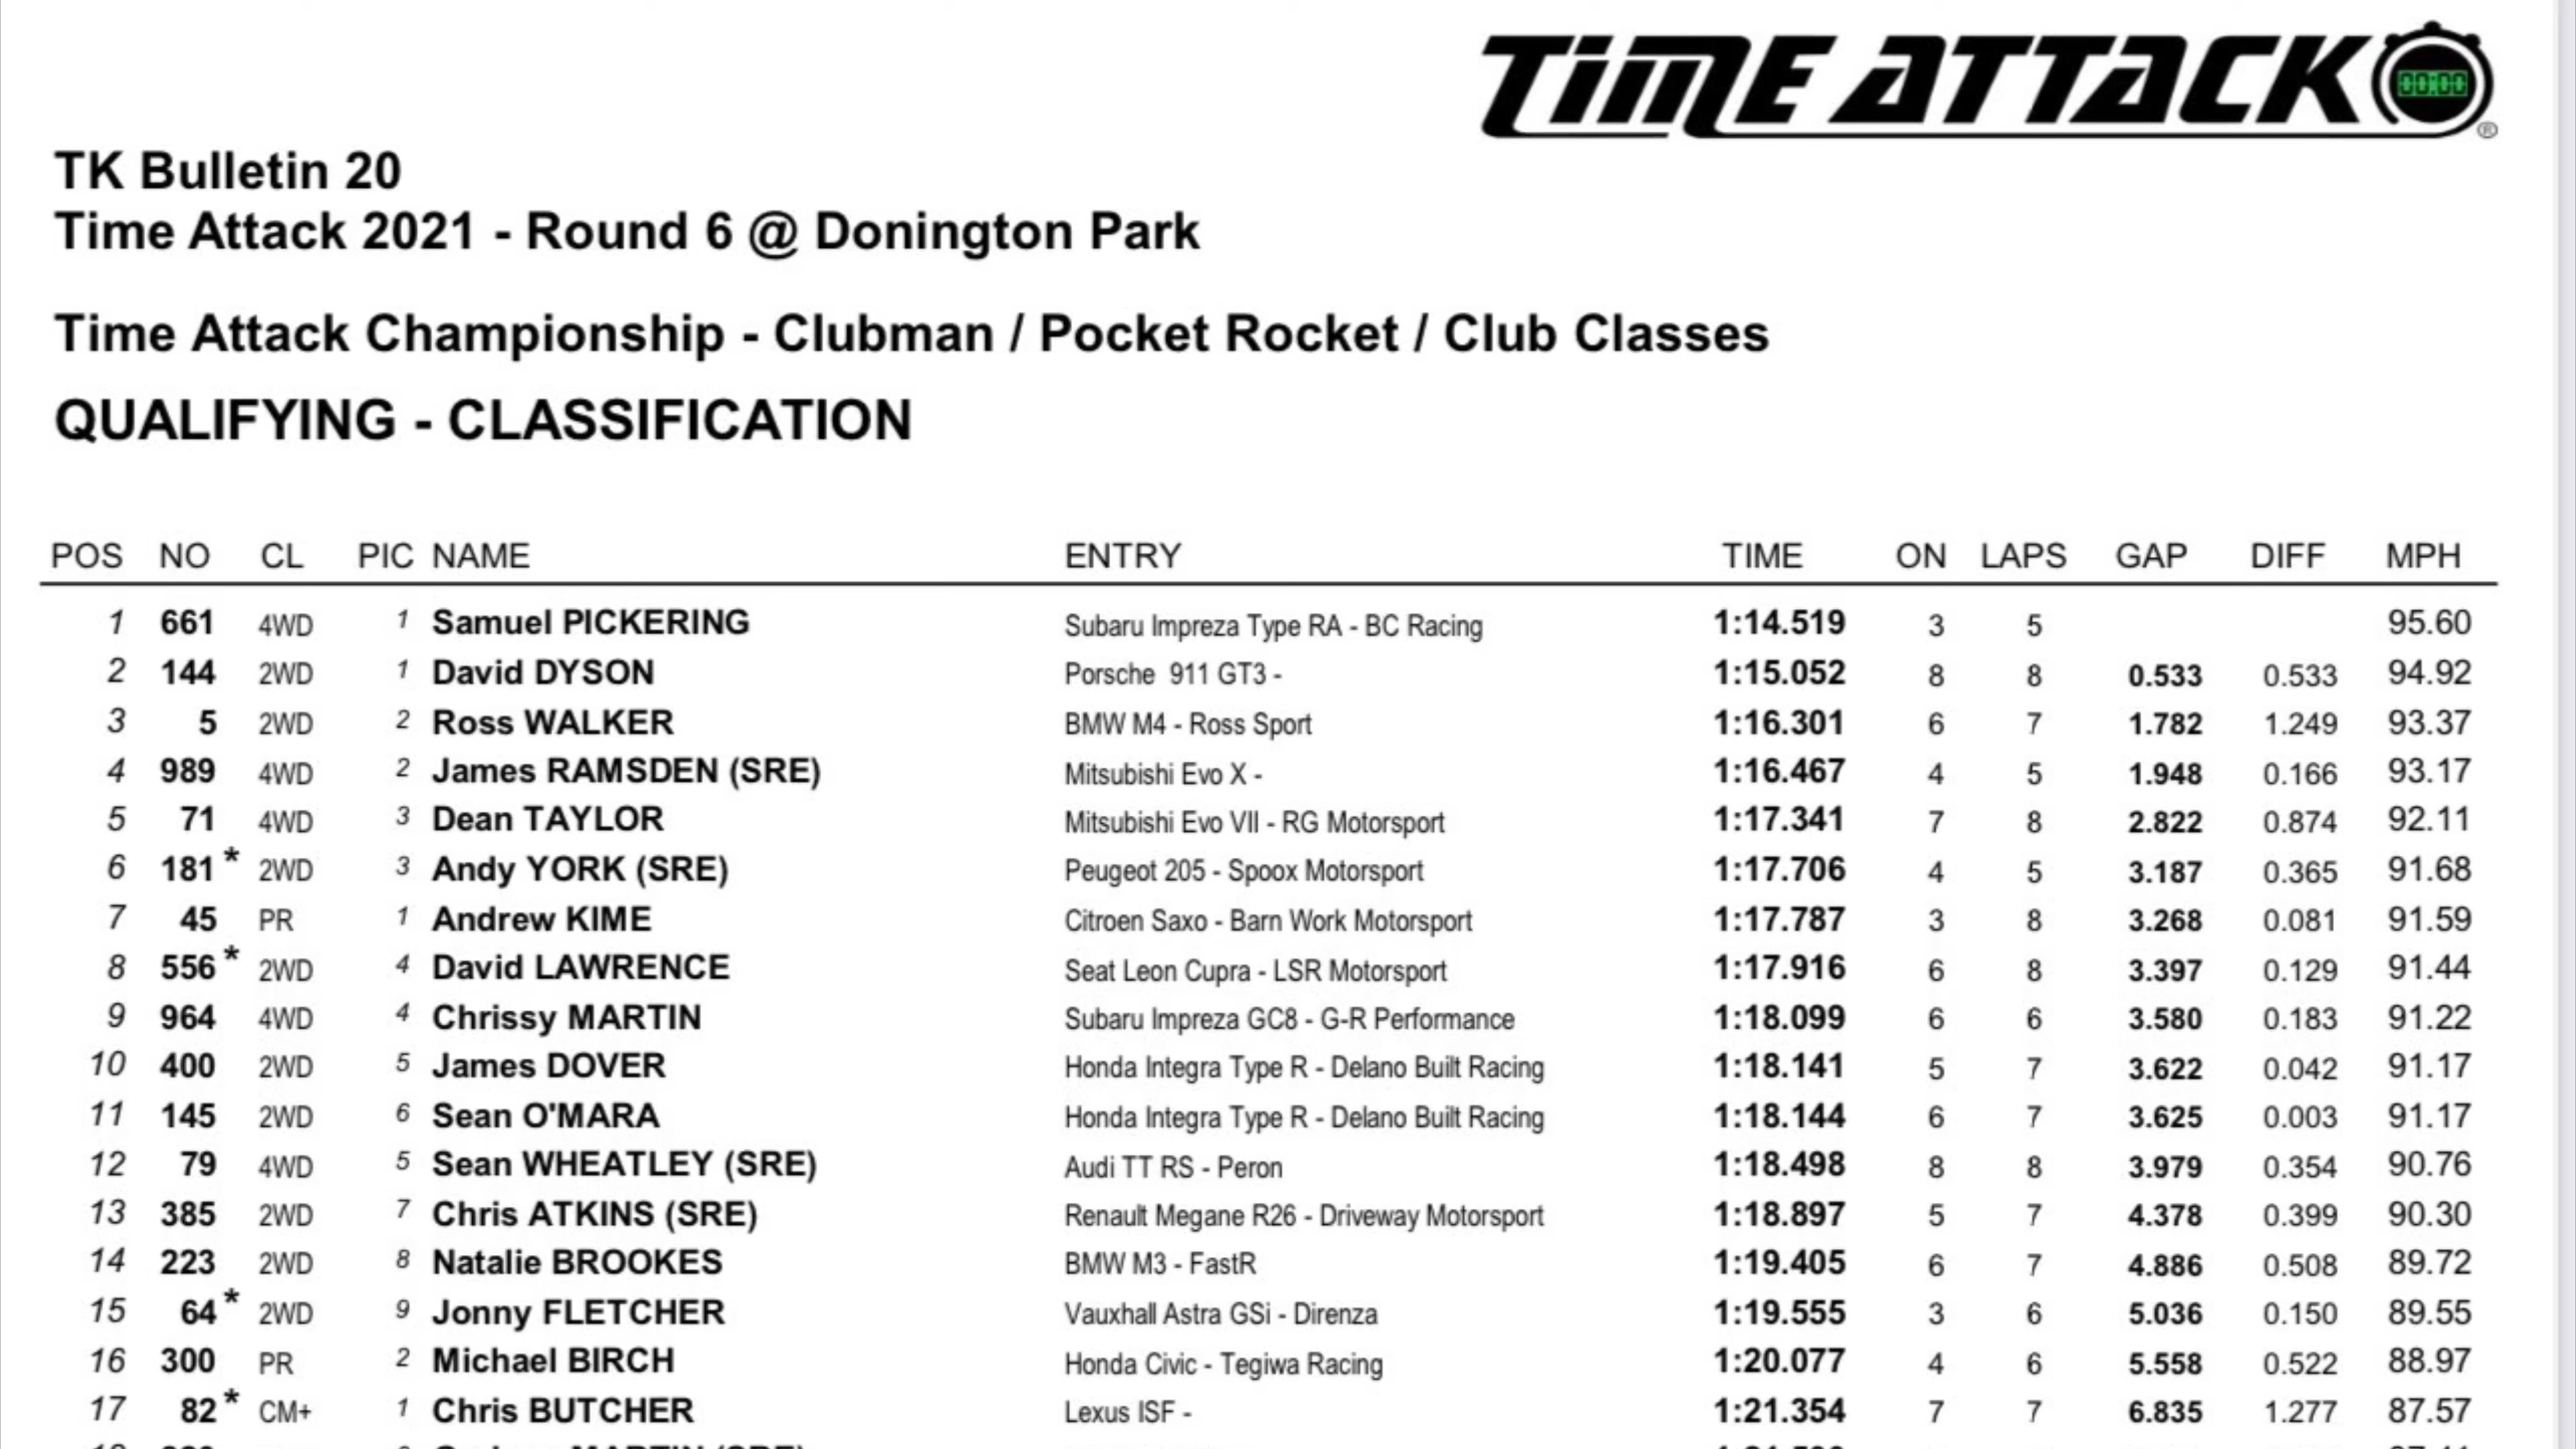 TIME ATTACK ®
TK Bulletin 20
Time Attack 2021 - Round 6 @ Donington Park
Time Attack Championship - Clubman / Pocket Rocket / Club Classes
QUALIFYING - CLASSIFICATION
POS NO CL PIC NAME ENTRY TIME ON LAPS GAP DIFF MPH
1 661 4WD 1 Samuel PICKERING Subaru Impreza Type RA - BC Racing 1:14.519 3 5 95.60
2 144 2WD 1 David DYSON Porsche 911 GT3 - 1:15.052 8 8 0.533 0.533 94.92
3 5 2WD 2 Ross WALKER BMW M4 - Ross Sport 1:16.301 6 7 1.782 1.249 93.37
4 989 4WD 2 James RAMSDEN (SRE) Mitsubishi Evo X - 1:16.467 4 5 1.948 0.166 93.17
5 71 4WD 3 Dean TAYLOR Mitsubishi Evo VII - RG Motorsport 1:17.341 7 8 2.822 0.874 92.11
6 181 * 2WD 3 Andy YORK (SRE) Peugeot 205 - Spoox Motorsport 1:17.706 4 5 3.187 0.365 91.68
7 45 PR 1 Andrew KIME Citroen Saxo - Barn Work Motorsport 1:17.787 3 8 3.268 0.081 91.59
8 556 * 2WD 4 David LAWRENCE Seat Leon Cupra - LSR Motorsport 1:17.916 6 8 3.397 0.129 91.44
9 964 4WD 4 Chrissy MARTIN Subaru Impreza GC8 - G-R Performance 1:18.099 6 6 3.580 0.183 91.22
10 400 2WD 5 James DOVER Honda Integra Type R - Delano Built Racing 1:18.141 5 7 3.622 0.042 91.17
11 145 2WD 6 Sean O'MARA Honda Integra Type R - Delano Built Racing 1:18.144 6 7 3.625 0.003 91.17
12 79 4WD 5 Sean WHEATLEY (SRE) Audi TT RS - Peron 1:18.498 8 8 3.979 0.354 90.76
13 385 2WD 7 Chris ATKINS (SRE) Renault Megane R26 - Driveway Motorsport 1:18.897 5 7 4.378 0.399 90.30
14 223 2WD 8 Natalie BROOKES BMW M3 - FastR 1:19.405 6 7 4.886 0.508 89.72
15 64 * 2WD 9 Jonny FLETCHER Vauxhall Astra GSi - Direnza 1:19.555 3 6 5.036 0.150 89.55
16 300 PR 2 Michael BIRCH Honda Civic - Tegiwa Racing 1:20.077 4 6 5.558 0.522 88.97
17 82 * CM+ 1 Chris BUTCHER Lexus ISF - 1:21.354 7 7 6.835 1.277 87.57